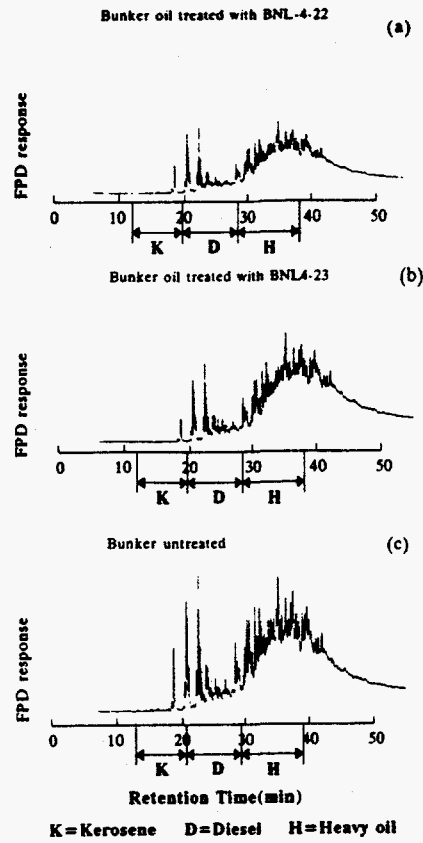 Bunker oil treated with BNL-4-22
(a)
FPD response
0 10 20 30 40 50
K D H
Bunker oil treated with BNL4-23
(b)
FPD response
0 10 20 30 40 50
K D H
Bunker untreated
(c)
FPD response
0 10 20 30 40 50
K D H
Retention Time(min)
K=Kerosene D=Diesel H=Heavy oil